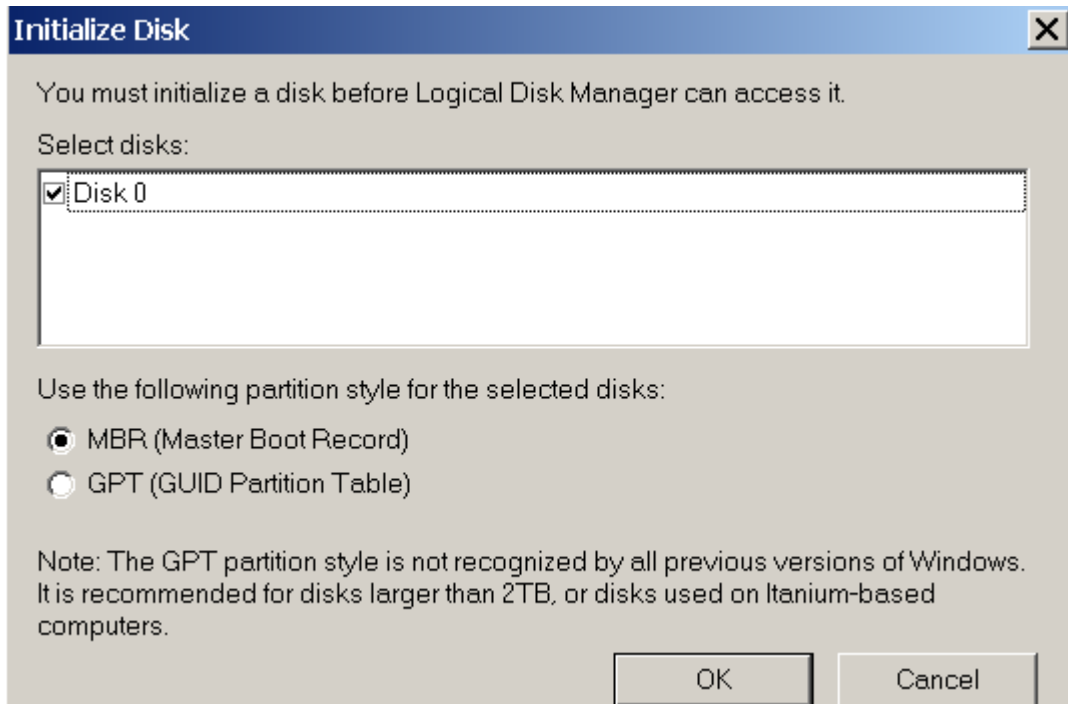 Initialize Disk
You must initialize a disk before Logical Disk Manager can access it.
Select disks:
Disk 0
Use the following partition style for the selected disks:
MBR (Master Boot Record)
GPT (GUID Partition Table)
Note: The GPT partition style is not recognized by all previous versions of Windows.
It is recommended for disks larger than 2TB, or disks used on Itanium-based
computers.
OK Cancel